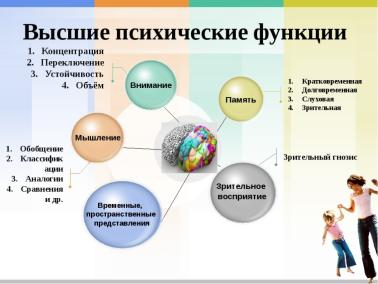 Высшие психические функции
1. Концентрация
2. Переключение
3. Устойчивость
4. Объём
Внимание
Память
1. Кратковременная
2. Долговременная
3. Слуховая
4. Зрительная
Мышление
1. Обобщение
2. Классифик
ации
3. Аналогии
4. Сравнения
и др.
Зрительный гнозис
Зрительное
восприятие
Временные,
пространственные
представления